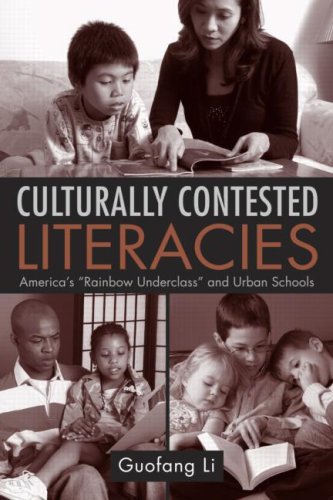 CULTURALLY CONTESTED
LITERACIES
America's "Rainbow Underclass" and Urban Schools
Guofang Li